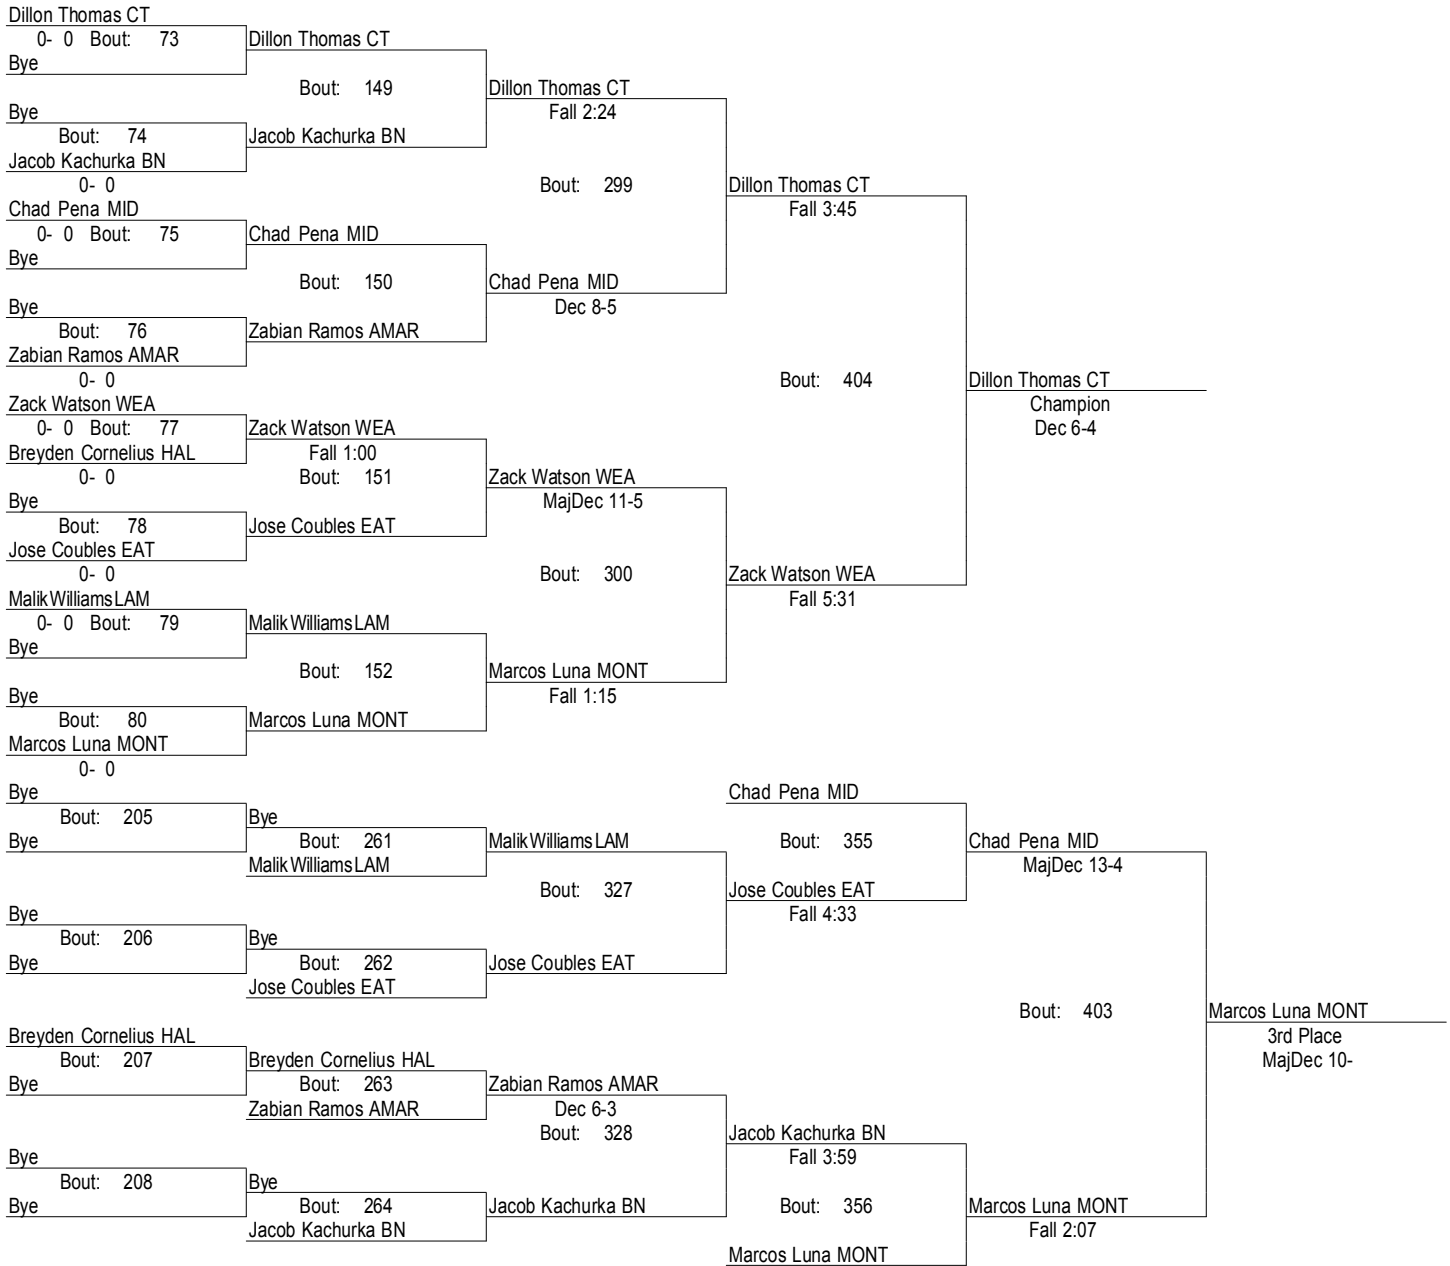 Dillon Thomas CT
0- 0 Bout: 73
Dillon Thomas CT
Bye
Bout: 149
Dillon Thomas CT
Bye
Fall 2:24
Bout: 74
Jacob Kachurka BN
Jacob Kachurka BN
0- 0
Bout: 299
Dillon Thomas CT
Chad Pena MID
Fall 3:45
0- 0 Bout: 75
Chad Pena MID
Bye
Bout: 150
Chad Pena MID
Bye
Dec 8-5
Bout: 76
Zabian Ramos AMAR
Zabian Ramos AMAR
0- 0
Bout: 404
Dillon Thomas CT
Zack Watson WEA
Champion
0- 0 Bout: 77
Zack Watson WEA
Dec 6-4
Breyden Cornelius HAL
Fall 1:00
0- 0
Bout: 151
Zack Watson WEA
Bye
MajDec 11-5
Bout: 78
Jose Coubles EAT
Jose Coubles EAT
0- 0
Bout: 300
Zack Watson WEA
Malik Williams LAM
Fall 5:31
0- 0 Bout: 79
Malik Williams LAM
Bye
Bout: 152
Marcos Luna MONT
Bye
Fall 1:15
Bout: 80
Marcos Luna MONT
Marcos Luna MONT
0- 0
Bye
Chad Pena MID
Bout: 205
Bye
Bye
Bout: 261
Malik Williams LAM
Bout: 355
Chad Pena MID
Malik Williams LAM
MajDec 13-4
Bout: 327
Jose Coubles EAT
Bye
Fall 4:33
Bout: 206
Bye
Bye
Bout: 262
Jose Coubles EAT
Jose Coubles EAT
Bout: 403
Marcos Luna MONT
Breyden Cornelius HAL
3rd Place
Bout: 207
Breyden Cornelius HAL
MajDec 10-
Bye
Bout: 263
Zabian Ramos AMAR
Zabian Ramos AMAR
Dec 6-3
Bout: 328
Jacob Kachurka BN
Bye
Fall 3:59
Bout: 208
Bye
Bye
Bout: 264
Jacob Kachurka BN
Bout: 356
Marcos Luna MONT
Jacob Kachurka BN
Fall 2:07
Marcos Luna MONT